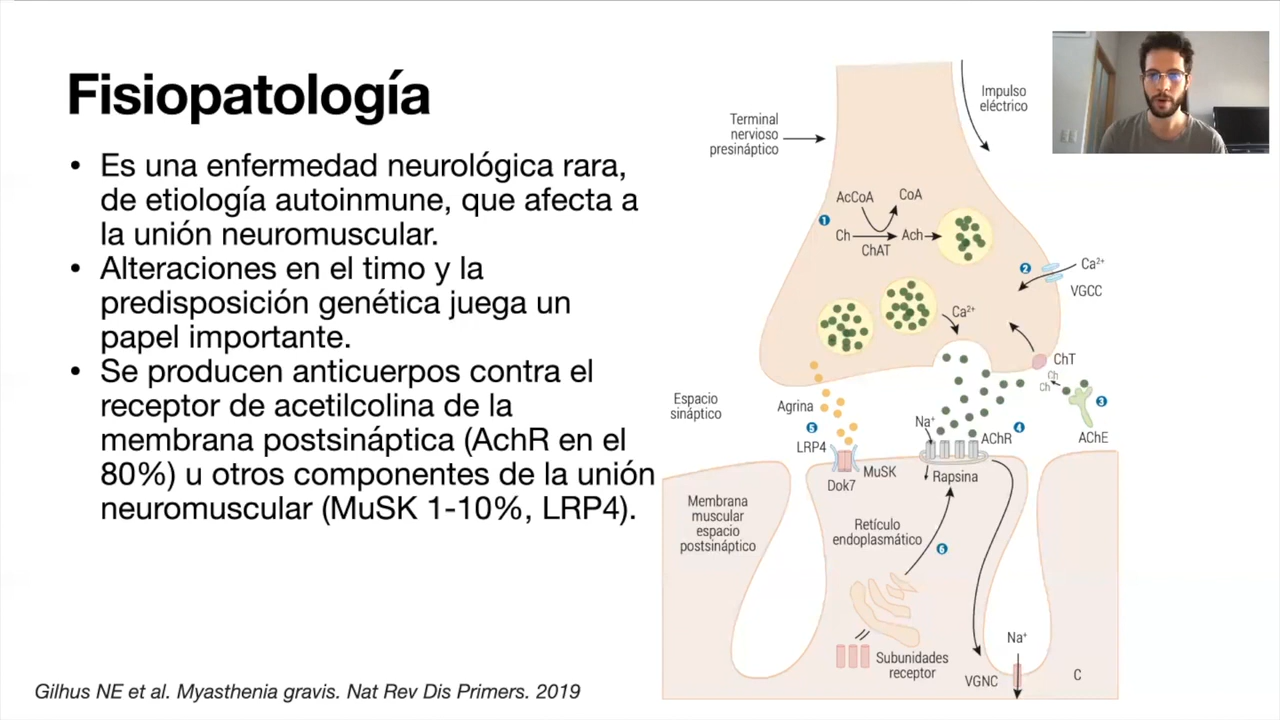 Fisiopatología
• Es una enfermedad neurológica rara,
de etiología autoinmune, que afecta a
la unión neuromuscular.
• Alteraciones en el timo y la
predisposición genética juega un
papel importante.
• Se producen anticuerpos contra el
receptor de acetilcolina de la
membrana postsináptica (AchR en el
80%) u otros componentes de la unión
neuromuscular (MuSK 1-10%, LRP4).
Gilhus NE et al. Myasthenia gravis. Nat Rev Dis Primers. 2019
Impulso
eléctrico
Terminal
nervioso
presináptico
AcCoA
CoA
1
Ch
Ach
ChAT
2
Ca²⁺
VGCC
Ca²⁺
ChT
Ch
Ch
3
AChE
Espacio
sináptico
Agrina
5
LRP4
MuSK
Dok7
Na⁺
4
AChR
Rapsina
Membrana
muscular
espacio
postsináptico
Retículo
endoplasmático
6
Subunidades
receptor
Na⁺
VGNC
C